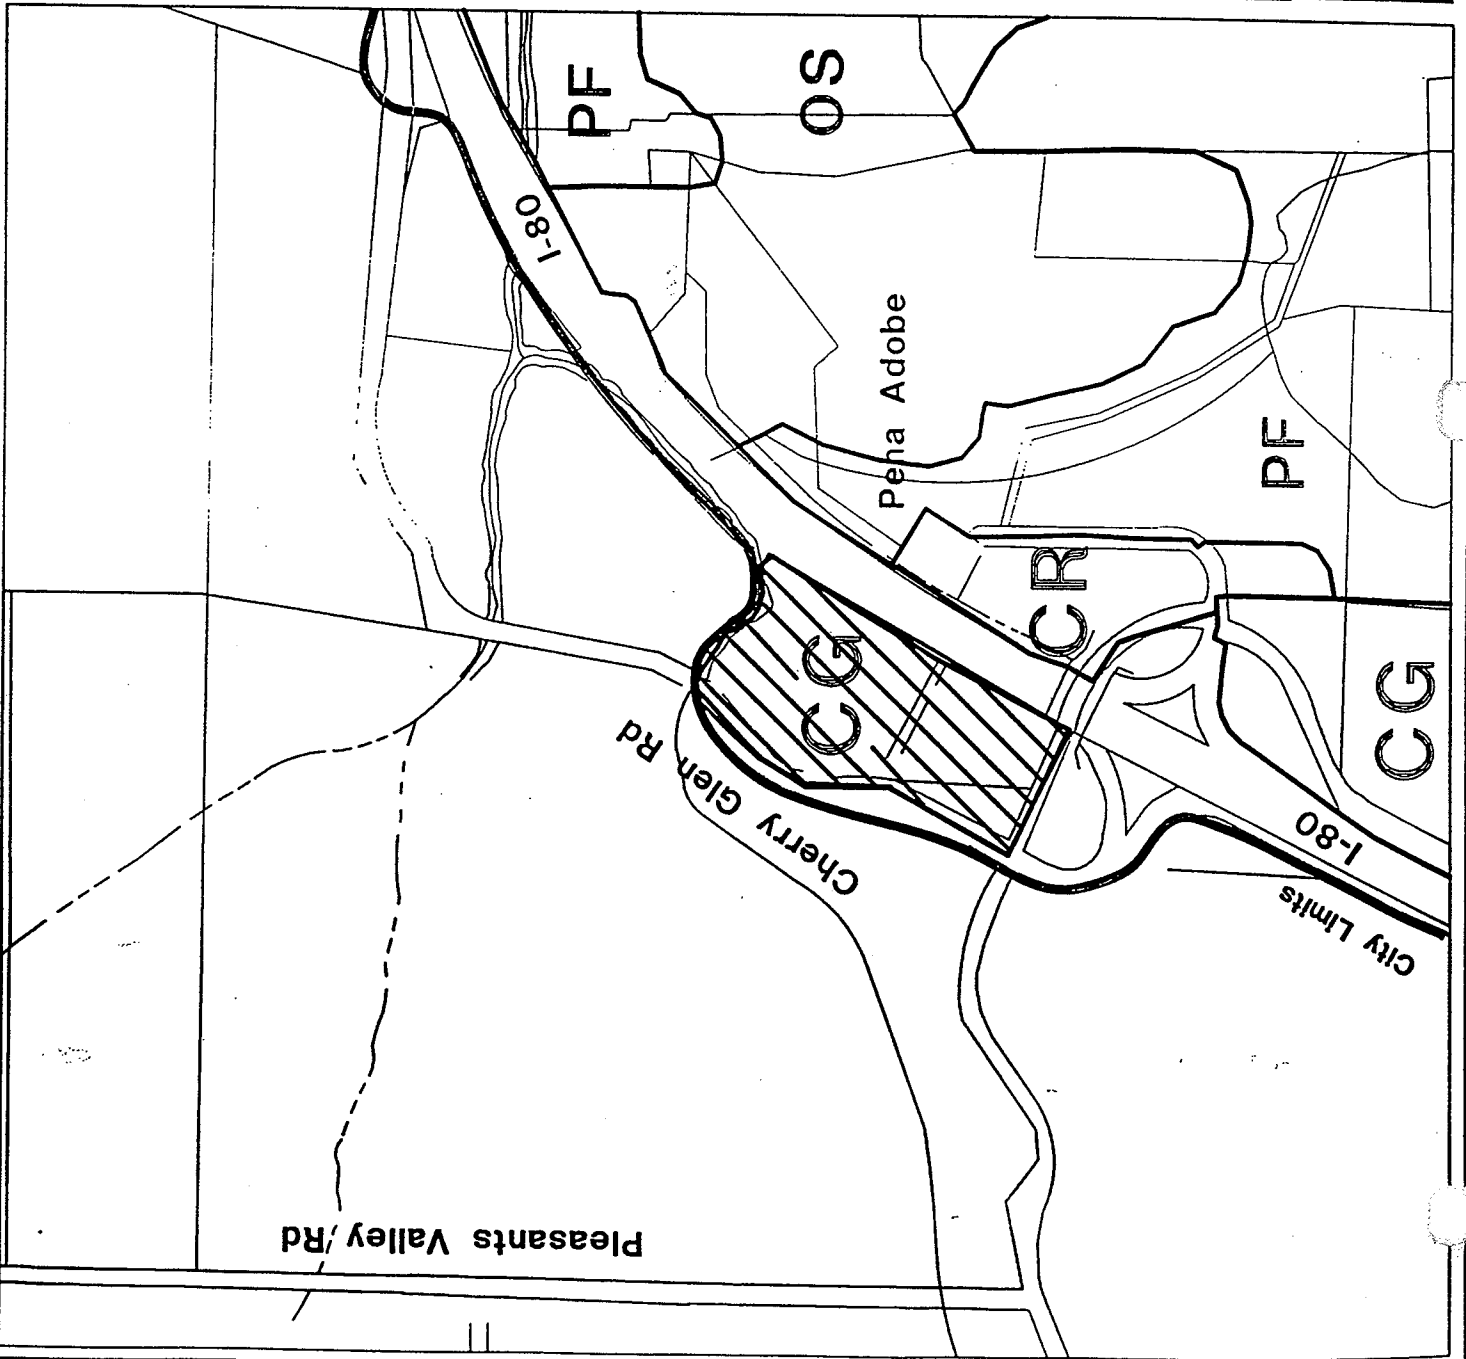 PF
OS
I-80
Pena Adobe
PF
CR
CG
CG
Cherry Glen Rd
I-80
City Limits
Pleasants Valley Rd